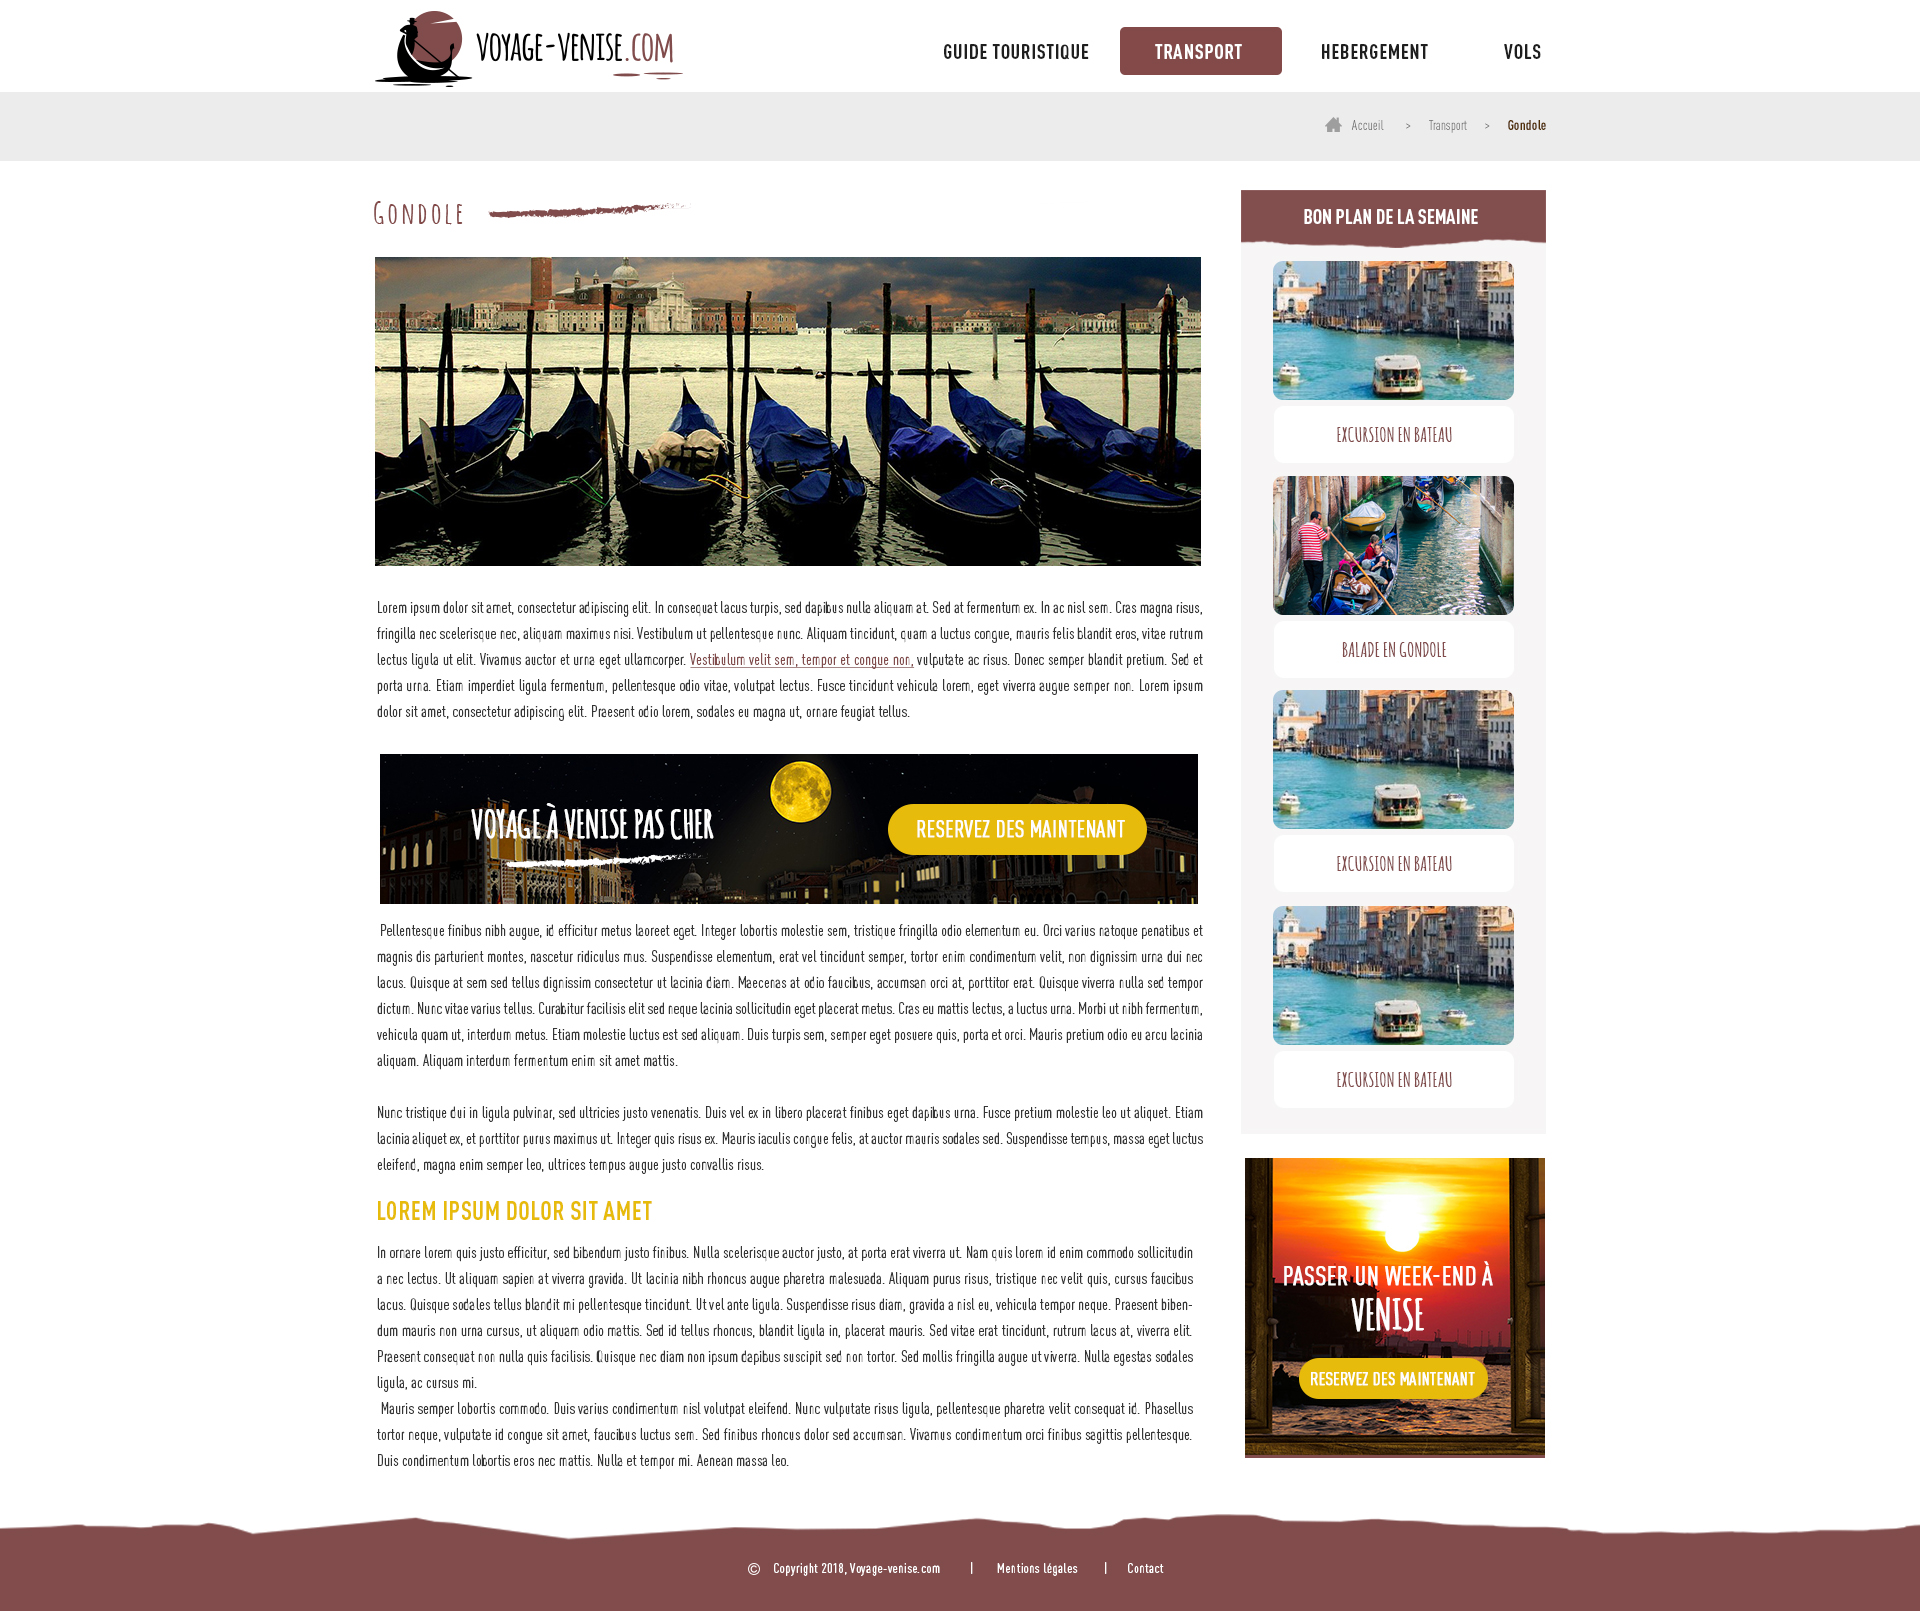 VOYAGE-VENISE.COM
GUIDE TOURISTIQUE
TRANSPORT
HEBERGEMENT
VOLS
Accueil > Transport > Gondole
GONDOLE
Lorem ipsum dolor sit amet, consectetur adipiscing elit. In consequat lacus turpis, sed dapibus nulla aliquam at. Sed at fermentum ex. In ac nisl sem. Cras magna risus,
fringilla nec scelerisque nec, aliquam maximus nisi. Vestibulum ut pellentesque nunc. Aliquam tincidunt, quam a luctus congue, mauris felis blandit eros, vitae rutrum
lectus ligula ut elit. Vivamus auctor et urna eget ullamcorper. Vestibulum velit sem, tempor et congue non, vulputate ac risus. Donec semper blandit pretium. Sed et
porta urna. Etiam imperdiet ligula fermentum, pellentesque odio vitae, volutpat lectus. Fusce tincidunt vehicula lorem, eget viverra augue semper non. Lorem ipsum
dolor sit amet, consectetur adipiscing elit. Praesent odio lorem, sodales eu magna ut, ornare feugiat tellus.
VOYAGE À VENISE PAS CHER
RESERVEZ DES MAINTENANT
Pellentesque finibus nibh augue, id efficitur metus laoreet eget. Integer lobortis molestie sem, tristique fringilla odio elementum eu. Orci varius natoque penatibus et
magnis dis parturient montes, nascetur ridiculus mus. Suspendisse elementum, erat vel tincidunt semper, tortor enim condimentum velit, non dignissim urna dui nec
lacus. Quisque at sem sed tellus dignissim consectetur ut lacinia diam. Maecenas at odio faucibus, accumsan orci at, porttitor erat. Quisque viverra nulla sed tempor
dictum. Nunc vitae varius tellus. Curabitur facilisis elit sed neque lacinia sollicitudin eget placerat metus. Cras eu mattis lectus, a luctus urna. Morbi ut nibh fermentum,
vehicula quam ut, interdum metus. Etiam molestie luctus est sed aliquam. Duis turpis sem, semper eget posuere quis, porta et orci. Mauris pretium odio eu arcu lacinia
aliquam. Aliquam interdum fermentum enim sit amet mattis.
Nunc tristique dui in ligula pulvinar, sed ultricies justo venenatis. Duis vel ex in libero placerat finibus eget dapibus urna. Fusce pretium molestie leo ut aliquet. Etiam
lacinia aliquet ex, et porttitor purus maximus ut. Integer quis risus ex. Mauris iaculis congue felis, at auctor mauris sodales sed. Suspendisse tempus, massa eget luctus
eleifend, magna enim semper leo, ultrices tempus augue justo convallis risus.
LOREM IPSUM DOLOR SIT AMET
In ornare lorem quis justo efficitur, sed bibendum justo finibus. Nulla scelerisque auctor justo, at porta erat viverra ut. Nam quis lorem id enim commodo sollicitudin
a nec lectus. Ut aliquam sapien at viverra gravida. Ut lacinia nibh rhoncus augue pharetra malesuada. Aliquam purus risus, tristique nec velit quis, cursus faucibus
lacus. Quisque sodales tellus blandit mi pellentesque tincidunt. Ut vel ante ligula. Suspendisse risus diam, gravida a nisl eu, vehicula tempor neque. Praesent biben-
dum mauris non urna cursus, ut aliquam odio mattis. Sed id tellus rhoncus, blandit ligula in, placerat mauris. Sed vitae erat tincidunt, rutrum lacus at, viverra elit.
Praesent consequat non nulla quis facilisis. Quisque nec diam non ipsum dapibus suscipit sed non tortor. Sed mollis fringilla augue ut viverra. Nulla egestas sodales
ligula, ac cursus mi.
Mauris semper lobortis commodo. Duis varius condimentum nisl volutpat eleifend. Nunc vulputate risus ligula, pellentesque pharetra velit consequat id. Phasellus
tortor neque, vulputate id congue sit amet, faucibus luctus sem. Sed finibus rhoncus dolor sed accumsan. Vivamus condimentum orci finibus sagittis pellentesque.
Duis condimentum lobortis eros nec mattis. Nulla et tempor mi. Aenean massa leo.
BON PLAN DE LA SEMAINE
EXCURSION EN BATEAU
BALADE EN GONDOLE
EXCURSION EN BATEAU
EXCURSION EN BATEAU
PASSER UN WEEK-END À
VENISE
RESERVEZ DES MAINTENANT
© Copyright 2018, Voyage-venise.com | Mentions légales | Contact